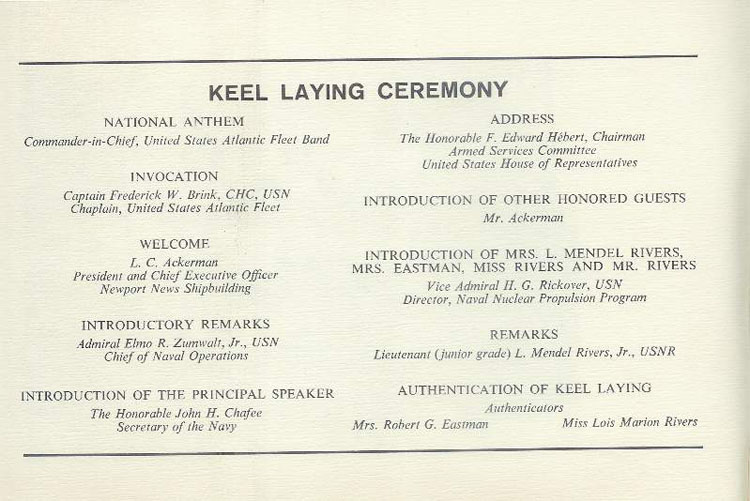 KEEL LAYING CEREMONY
NATIONAL ANTHEM
Commander-in-Chief, United States Atlantic Fleet Band
INVOCATION
Captain Frederick W. Brink, CHC, USN
Chaplain, United States Atlantic Fleet
WELCOME
L. C. Ackerman
President and Chief Executive Officer
Newport News Shipbuilding
INTRODUCTORY REMARKS
Admiral Elmo R. Zumwalt, Jr., USN
Chief of Naval Operations
INTRODUCTION OF THE PRINCIPAL SPEAKER
The Honorable John H. Chafee
Secretary of the Navy
ADDRESS
The Honorable F. Edward Hébert, Chairman
Armed Services Committee
United States House of Representatives
INTRODUCTION OF OTHER HONORED GUESTS
Mr. Ackerman
INTRODUCTION OF MRS. L. MENDEL RIVERS,
MRS. EASTMAN, MISS RIVERS AND MR. RIVERS
Vice Admiral H. G. Rickover, USN
Director, Naval Nuclear Propulsion Program
REMARKS
Lieutenant (junior grade) L. Mendel Rivers, Jr., USNR
AUTHENTICATION OF KEEL LAYING
Authenticators
Mrs. Robert G. Eastman Miss Lois Marion Rivers